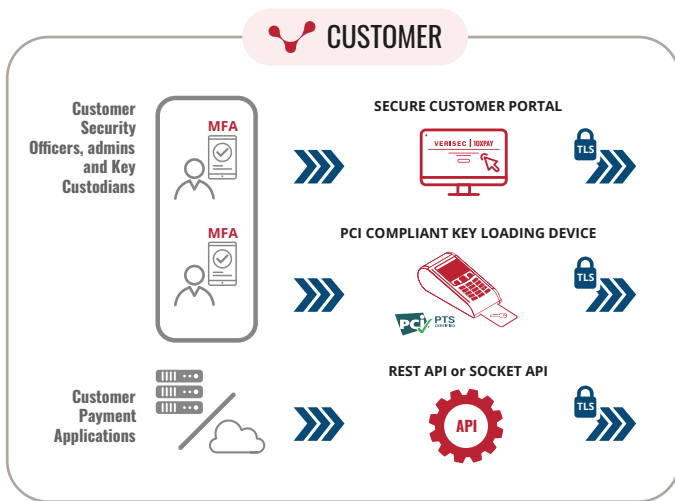 CUSTOMER
Customer
Security
Officers, admins
and Key
Custodians
MFA
SECURE CUSTOMER PORTAL
VERISEC | 10XPAY
TLS
MFA
PCI COMPLIANT KEY LOADING DEVICE
PCi PTS
CERTIFIED
TLS
Customer
Payment
Applications
REST API or SOCKET API
API
TLS